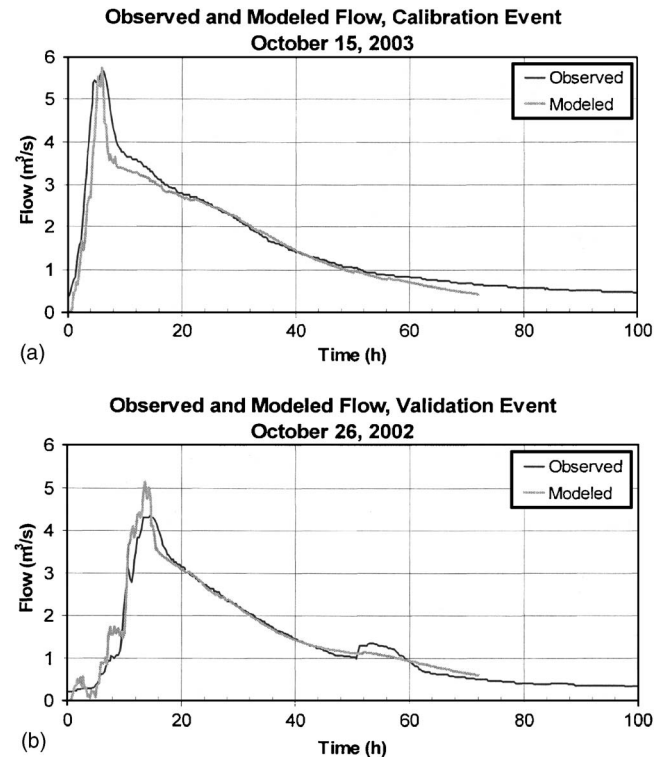 Observed and Modeled Flow, Calibration Event
October 15, 2003
6
5
4
3
2
1
0
Flow (m³/s)
Observed
Modeled
0 20 40 60 80 100
Time (h)
(a)
Observed and Modeled Flow, Validation Event
October 26, 2002
6
5
4
3
2
1
0
Flow (m³/s)
Observed
Modeled
0 20 40 60 80 100
Time (h)
(b)